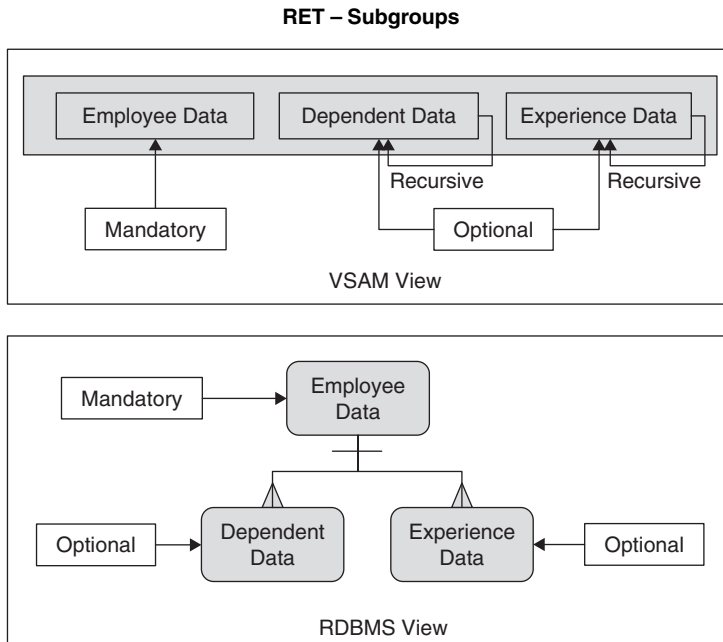 RET – Subgroups
Employee Data
Dependent Data
Experience Data
Recursive
Recursive
Mandatory
Optional
VSAM View
Mandatory
Employee
Data
Optional
Dependent
Data
Experience
Data
Optional
RDBMS View